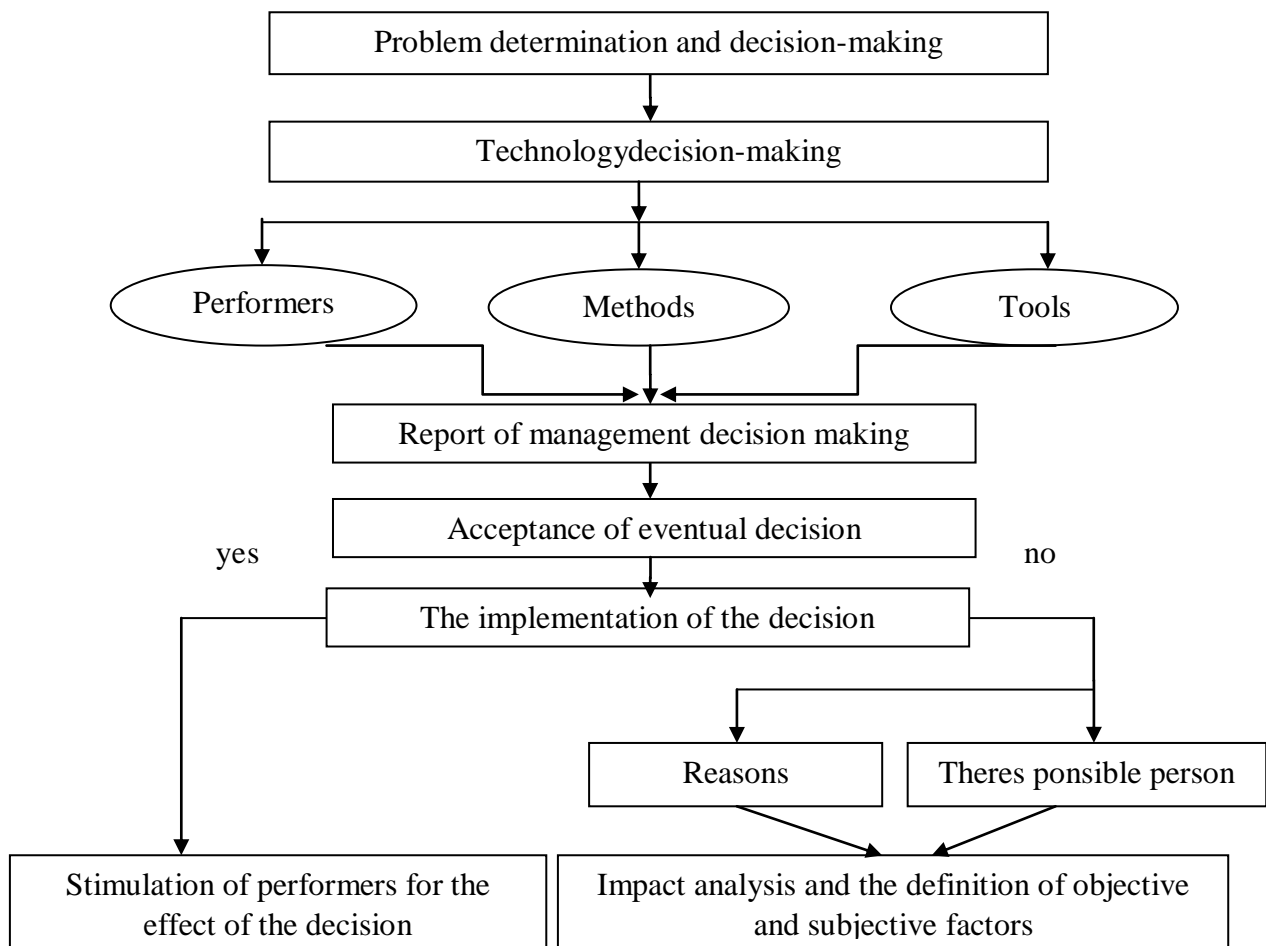 Problem determination and decision-making
Technologydecision-making
Performers
Methods
Tools
Report of management decision making
Acceptance of eventual decision
yes
no
The implementation of the decision
Reasons
Theres ponsible person
Stimulation of performers for the
effect of the decision
Impact analysis and the definition of objective
and subjective factors